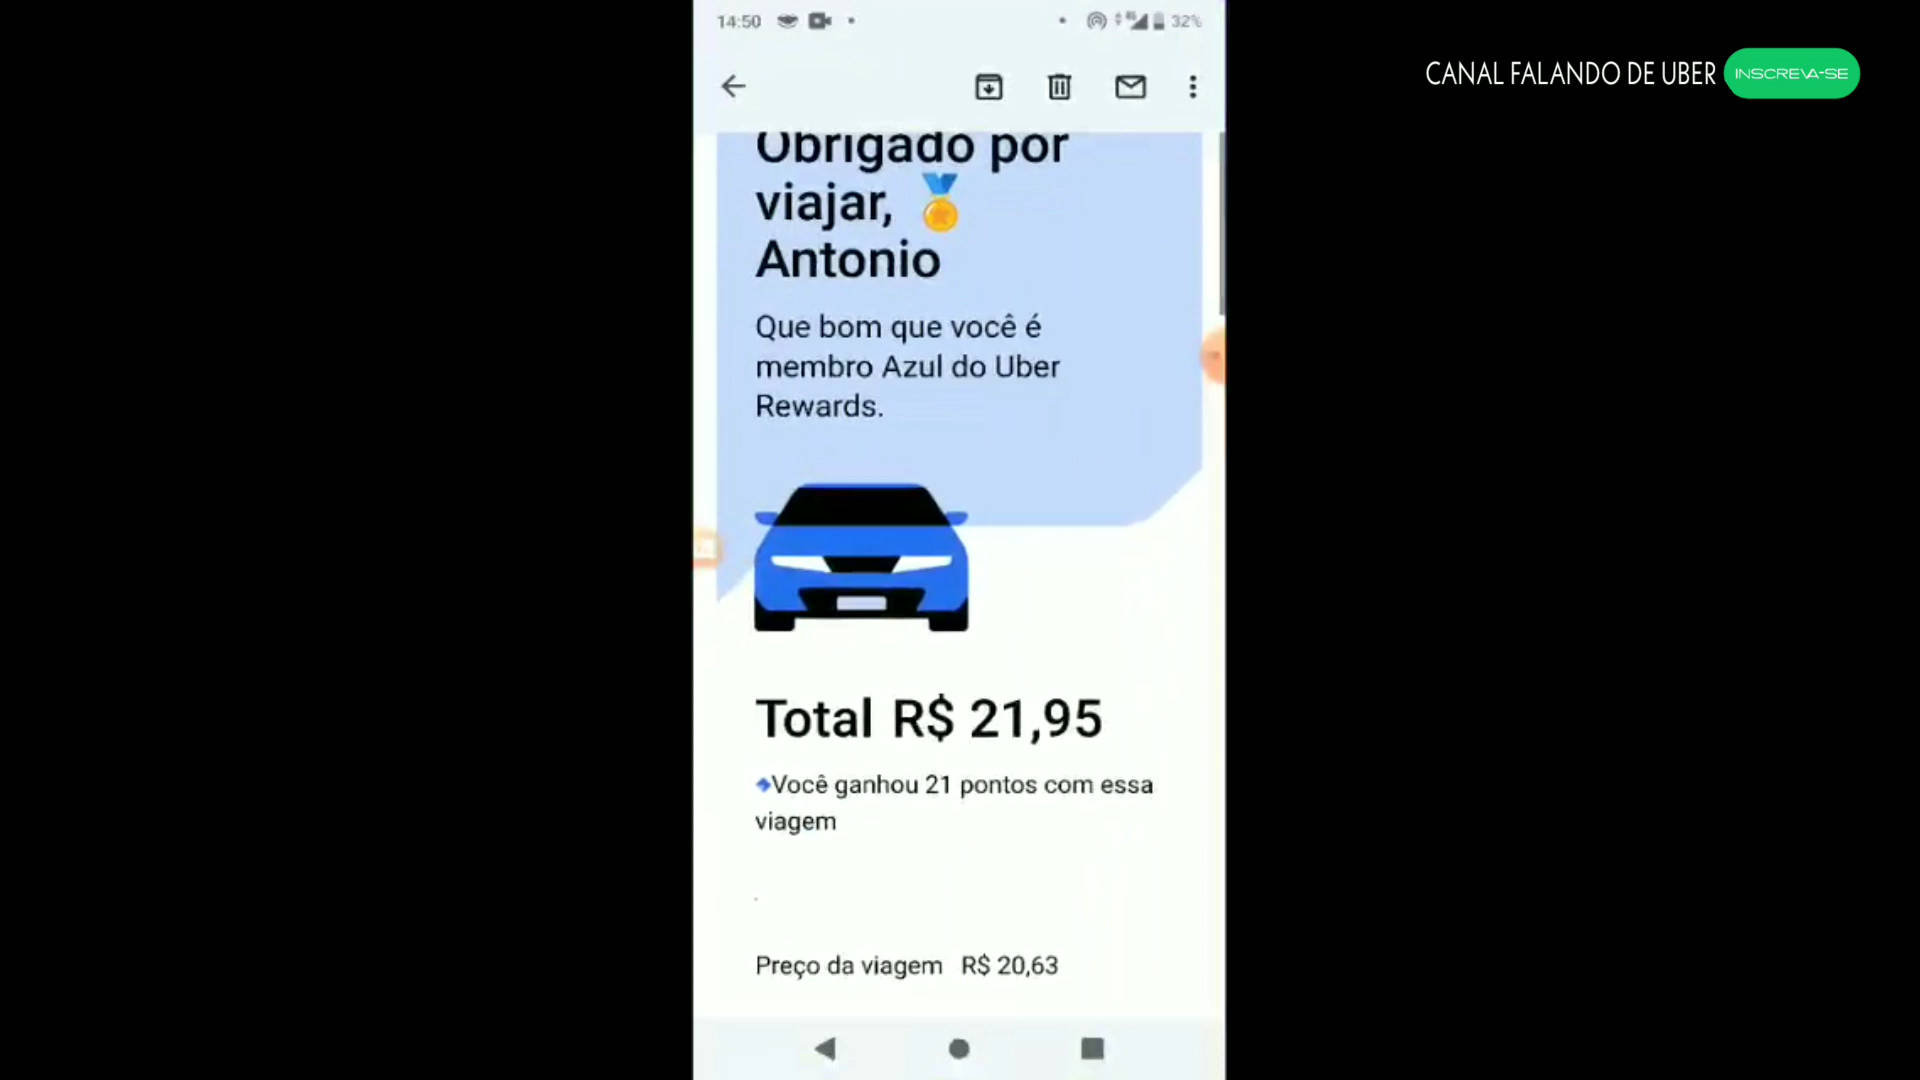 14:50
32%
CANAL FALANDO DE UBER INSCREVA-SE
Obrigado por
viajar,
Antonio
Que bom que você é
membro Azul do Uber
Rewards.
Total R$ 21,95
Você ganhou 21 pontos com essa
viagem
Preço da viagem R$ 20,63